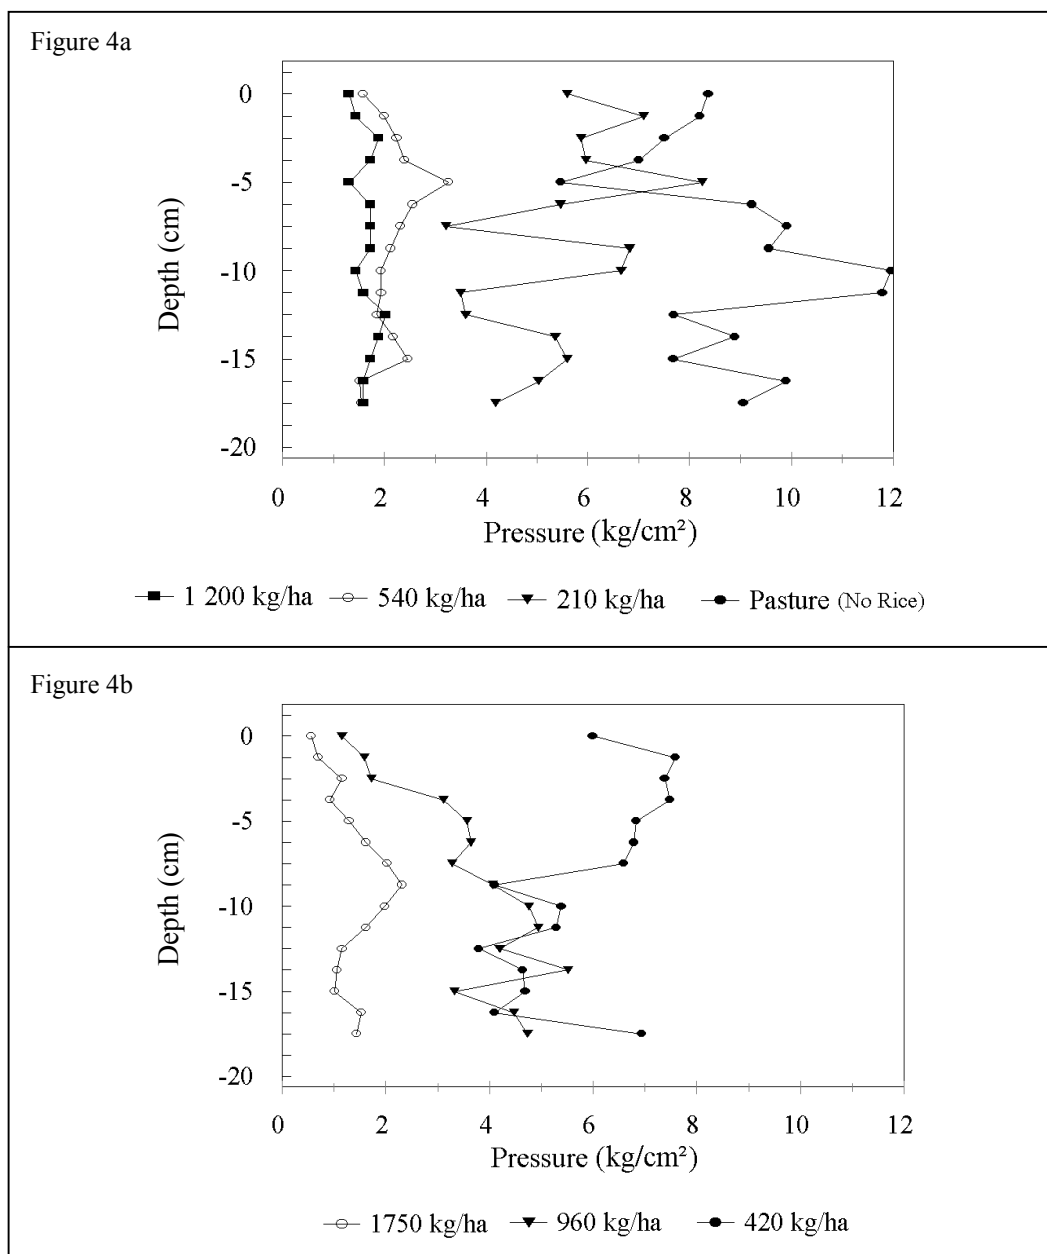 Figure 4a
0
-5
-10
-15
-20
Depth (cm)
0 2 4 6 8 10 12
Pressure (kg/cm²)
1 200 kg/ha 540 kg/ha 210 kg/ha Pasture (No Rice)
Figure 4b
0
-5
-10
-15
-20
Depth (cm)
0 2 4 6 8 10 12
Pressure (kg/cm²)
1750 kg/ha 960 kg/ha 420 kg/ha